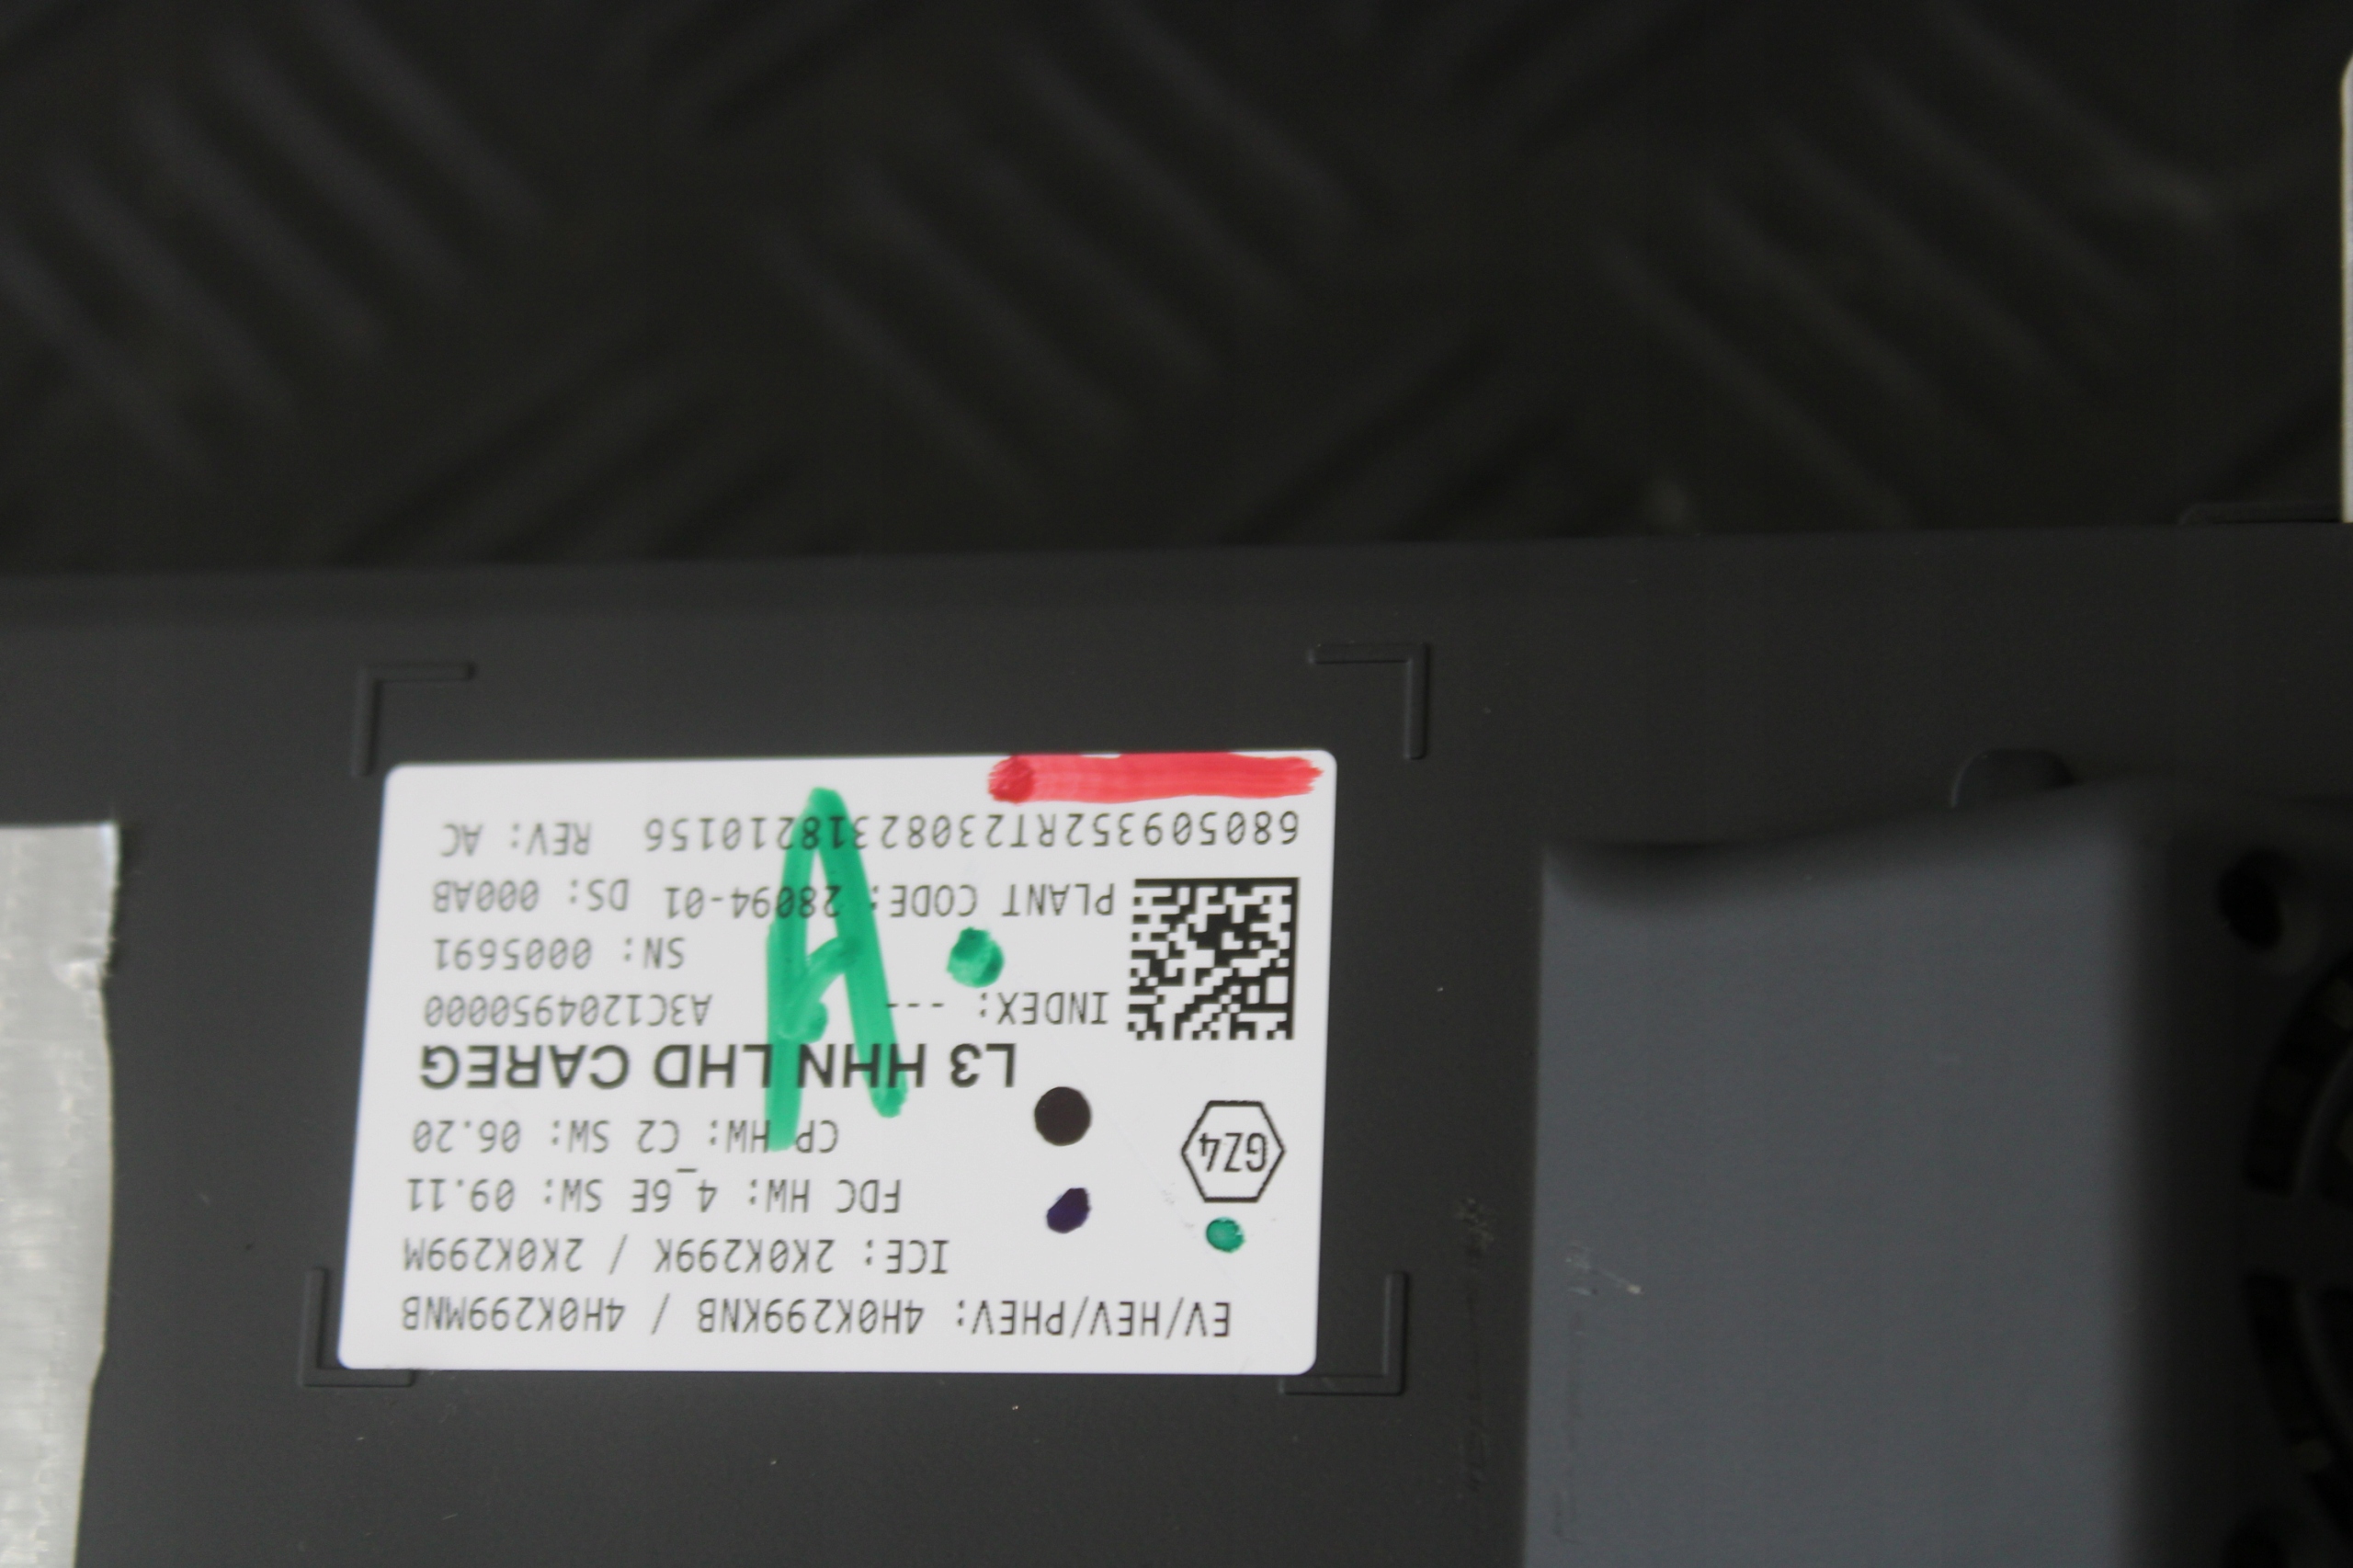 EV/HEV/PHEV: 4H0K299KNB / 4H0K299MNB
ICE: 2K0K299K / 2K0K299M
FDC HW: 4_6E SW: 09.11
GZ4
CP HW: C2 SW: 06.20
L3 HHN LHD CAREG
INDEX: --- A3C1204950000
SN: 0005691
PLANT CODE: 28094-01 DS: 000AB
680509352RT23082318210156 REV: AC
A